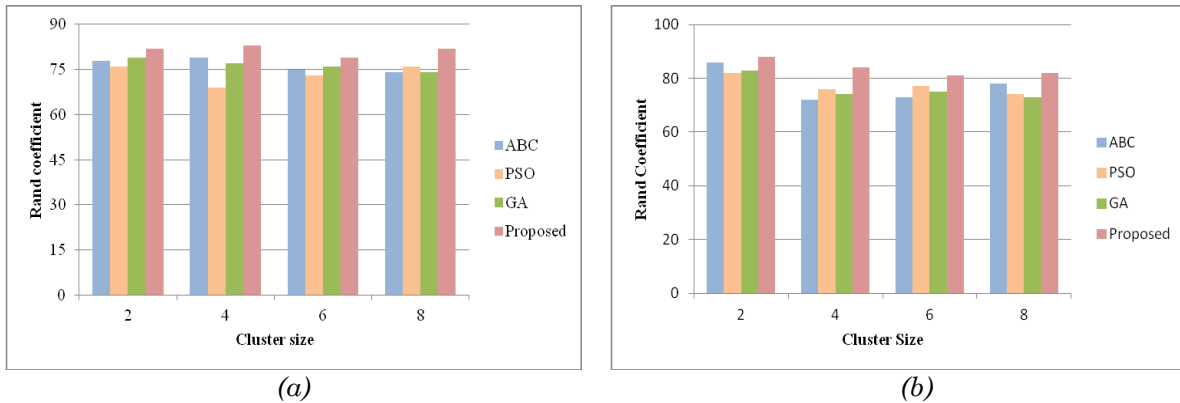 90
75
60
45
30
15
0
Rand coefficient
2 4 6 8
Cluster size
ABC
PSO
GA
Proposed
(a)
100
80
60
40
20
0
Rand Coefficient
2 4 6 8
Cluster Size
ABC
PSO
GA
Proposed
(b)